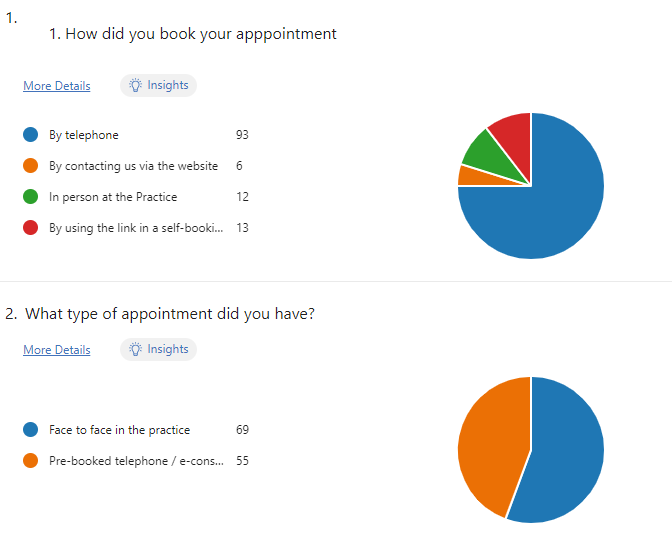 1.
1. How did you book your apppointment
More Details Insights
By telephone 93
By contacting us via the website 6
In person at the Practice 12
By using the link in a self-booki... 13
2. What type of appointment did you have?
More Details Insights
Face to face in the practice 69
Pre-booked telephone / e-cons... 55